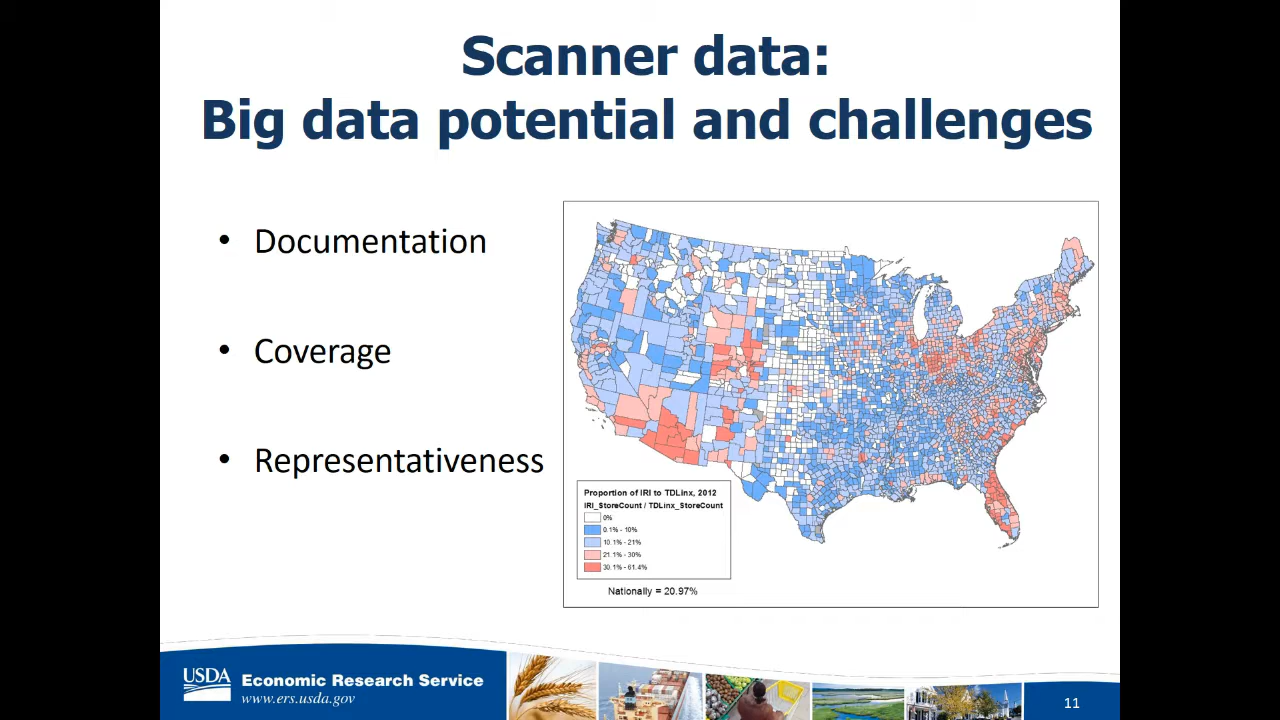 Scanner data:
Big data potential and challenges
• Documentation
• Coverage
• Representativeness
Proportion of IRI to TDLinx, 2012
IRI_StoreCount / TDLinx_StoreCount
0%
0.1% - 10%
10.1% - 21%
21.1% - 30%
30.1% - 61.4%
Nationally = 20.97%
USDA
Economic Research Service
www.ers.usda.gov
11